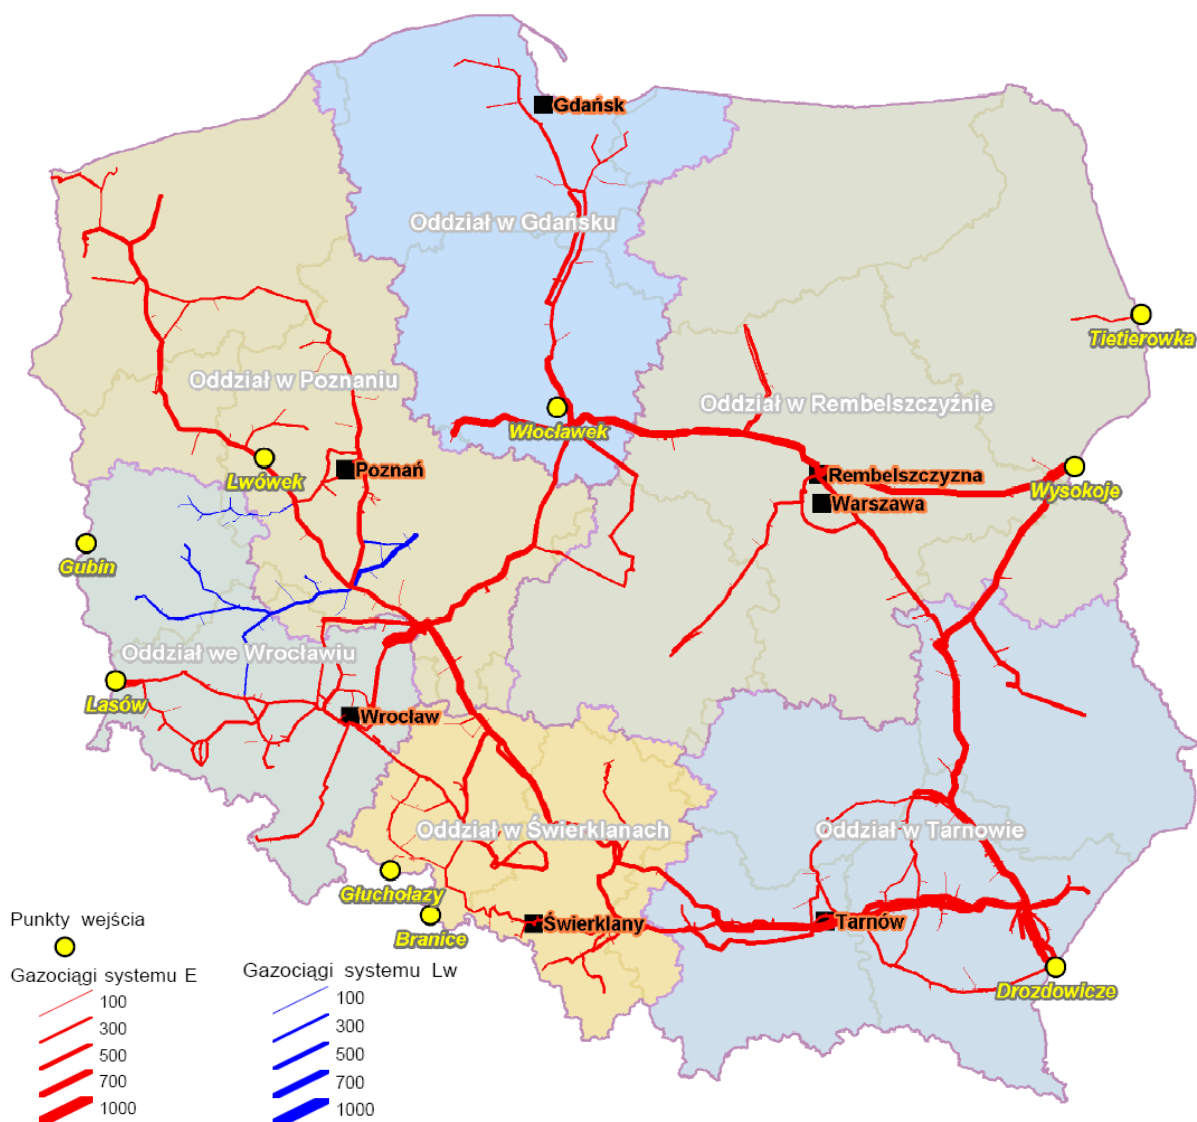 Gdańsk
Oddział w Gdańsku
Tietierowka
Oddział w Poznaniu
Oddział w Rembelszczyźnie
Włocławek
Lwówek
Poznań
Rembelszczyzna
Wysokoje
Warszawa
Gubin
Oddział we Wrocławiu
Lasów
Wrocław
Oddział w Świerklanach
Oddział w Tarnowie
Głuchołazy
Branice
Świerklany
Tarnów
Drozdowicze
Punkty wejścia
Gazociągi systemu E
100
300
500
700
1000
Gazociągi systemu Lw
100
300
500
700
1000